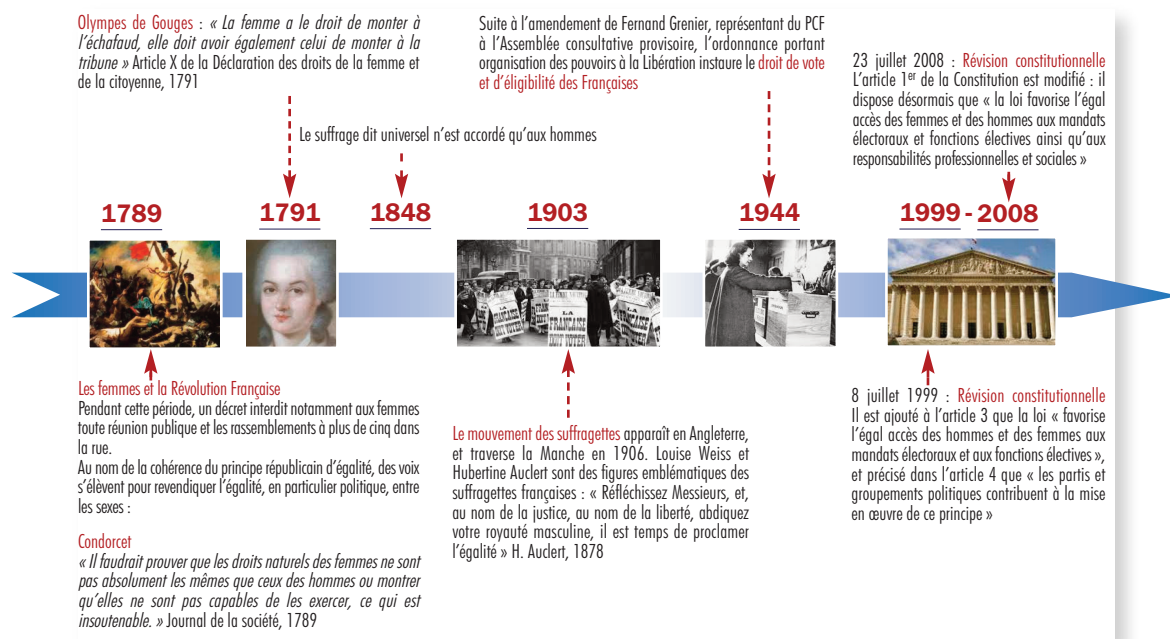 Olympes de Gouges : « La femme a le droit de monter à
l'échafaud, elle doit avoir également celui de monter à la
tribune » Article X de la Déclaration des droits de la femme et
de la citoyenne, 1791
Suite à l'amendement de Fernand Grenier, représentant du PCF
à l'Assemblée consultative provisoire, l'ordonnance portant
organisation des pouvoirs à la Libération instaure le droit de vote
et d'éligibilité des Françaises
23 juillet 2008 : Révision constitutionnelle
L'article 1er de la Constitution est modifié : il
dispose désormais que « la loi favorise l'égal
accès des femmes et des hommes aux mandats
électoraux et fonctions électives ainsi qu'aux
responsabilités professionnelles et sociales »
Le suffrage dit universel n'est accordé qu'aux hommes
1789
1791
1848
1903
1944
1999 - 2008
LA
FRANÇAISE
DOIT VOTER
Les femmes et la Révolution Française
Pendant cette période, un décret interdit notamment aux femmes
toute réunion publique et les rassemblements à plus de cinq dans
la rue.
Au nom de la cohérence du principe républicain d'égalité, des voix
s'élèvent pour revendiquer l'égalité, en particulier politique, entre
les sexes :
Condorcet
« Il faudrait prouver que les droits naturels des femmes ne sont
pas absolument les mêmes que ceux des hommes ou montrer
qu'elles ne sont pas capables de les exercer, ce qui est
insoutenable. » Journal de la société, 1789
Le mouvement des suffragettes apparaît en Angleterre,
et traverse la Manche en 1906. Louise Weiss et
Hubertine Auclert sont des figures emblématiques des
suffragettes françaises : « Réfléchissez Messieurs, et,
au nom de la justice, au nom de la liberté, abdiquez
votre royauté masculine, il est temps de proclamer
l'égalité » H. Auclert, 1878
8 juillet 1999 : Révision constitutionnelle
Il est ajouté à l'article 3 que la loi « favorise
l'égal accès des hommes et des femmes aux
mandats électoraux et aux fonctions électives »,
et précisé dans l'article 4 que « les partis et
groupements politiques contribuent à la mise
en œuvre de ce principe »